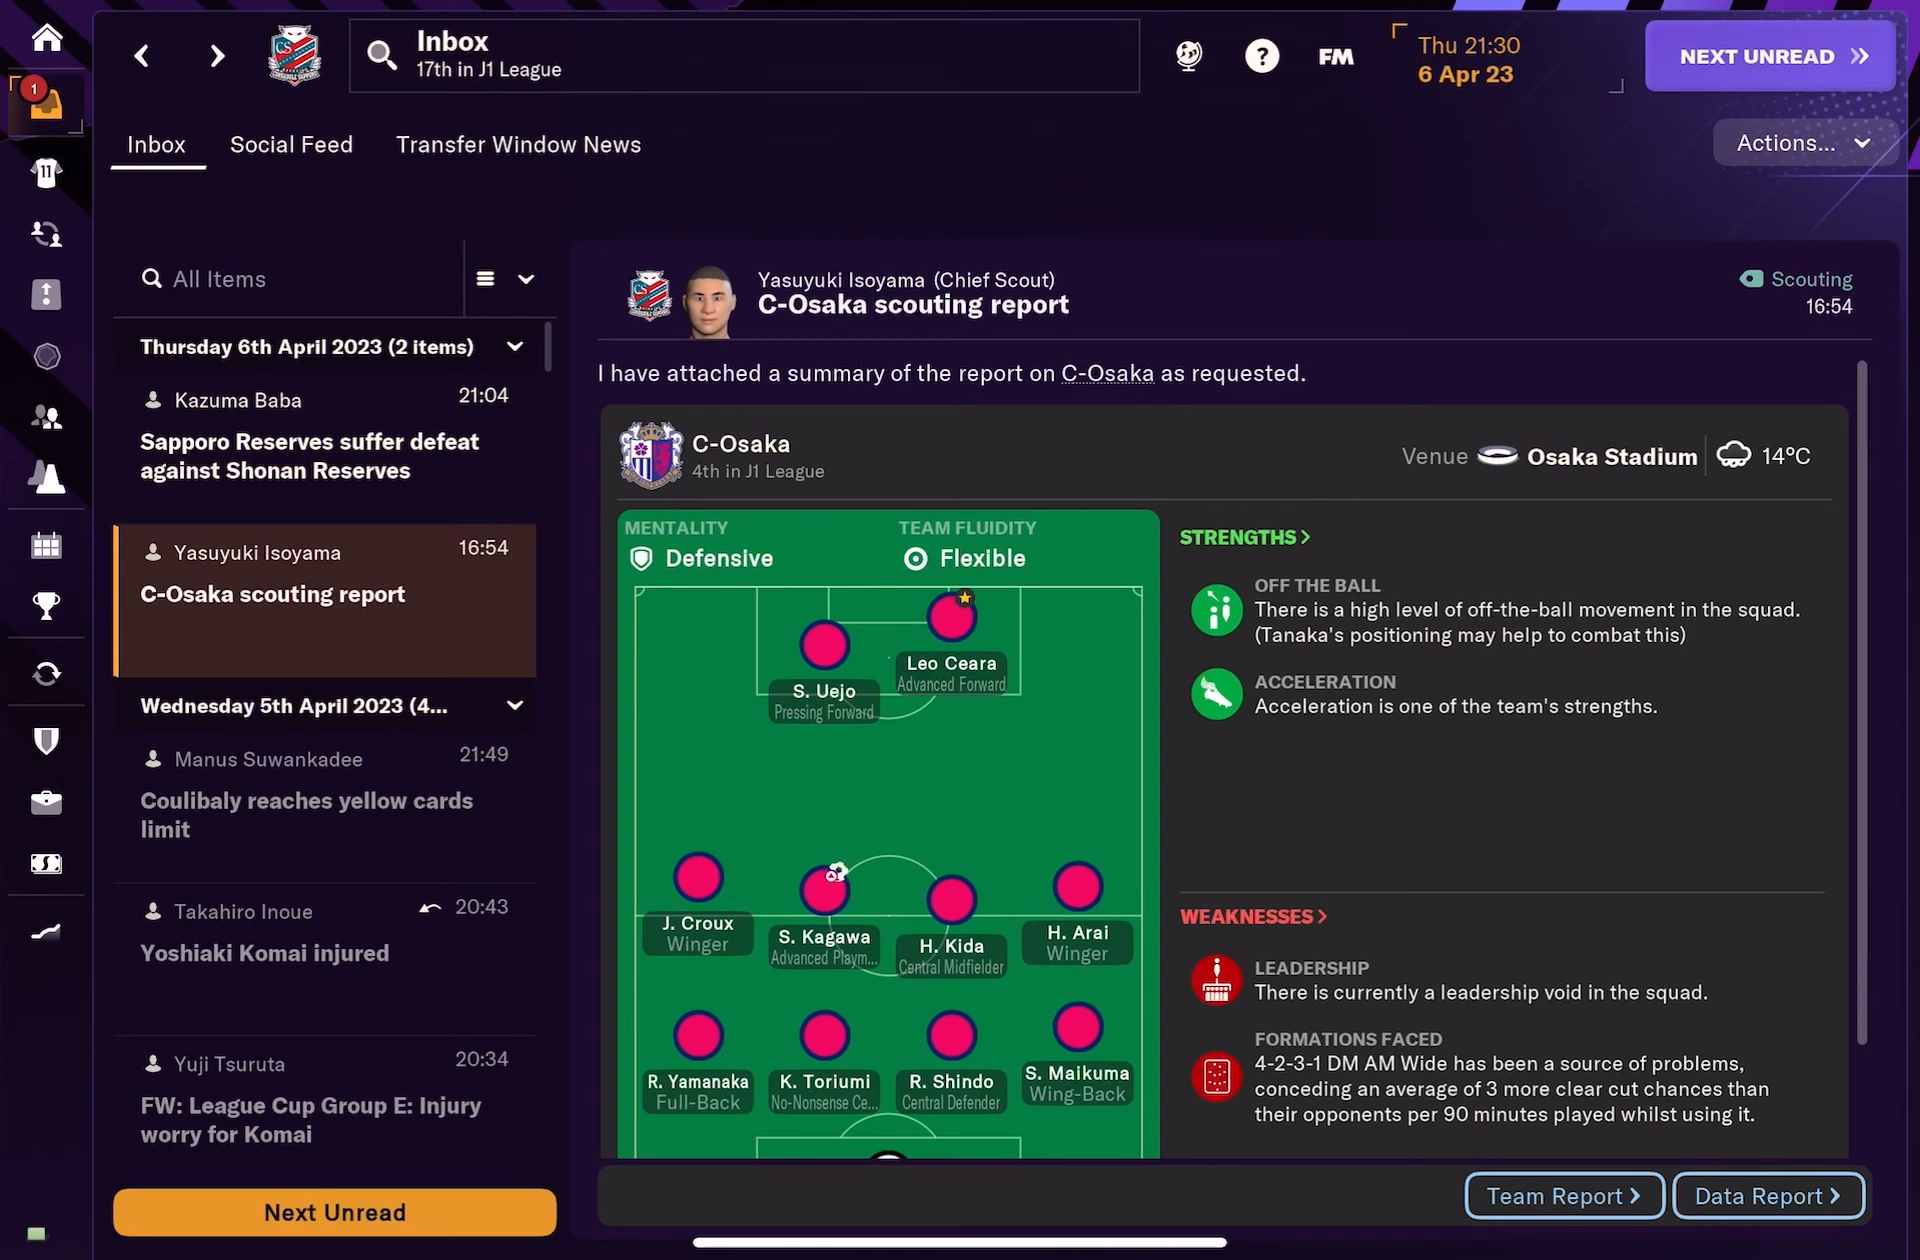 1
Inbox
17th in J1 League
?
FM
Thu 21:30
6 Apr 23
NEXT UNREAD
Inbox
Social Feed
Transfer Window News
Actions...
11
All Items
Thursday 6th April 2023 (2 items)
Kazuma Baba
21:04
Sapporo Reserves suffer defeat
against Shonan Reserves
Yasuyuki Isoyama
16:54
C-Osaka scouting report
Wednesday 5th April 2023 (4...
Manus Suwankadee
21:49
Coulibaly reaches yellow cards
limit
Takahiro Inoue
20:43
Yoshiaki Komai injured
Yuji Tsuruta
20:34
FW: League Cup Group E: Injury
worry for Komai
Next Unread
Yasuyuki Isoyama (Chief Scout)
C-Osaka scouting report
Scouting
16:54
I have attached a summary of the report on C-Osaka as requested.
C-Osaka
4th in J1 League
Venue
Osaka Stadium
14°C
MENTALITY
Defensive
TEAM FLUIDITY
Flexible
Leo Ceara
Advanced Forward
S. Uejo
Pressing Forward
J. Croux
Winger
S. Kagawa
Advanced Playm...
H. Kida
Central Midfielder
H. Arai
Winger
R. Yamanaka
Full-Back
K. Toriumi
No-Nonsense Ce...
R. Shindo
Central Defender
S. Maikuma
Wing-Back
STRENGTHS
OFF THE BALL
There is a high level of off-the-ball movement in the squad.
(Tanaka's positioning may help to combat this)
ACCELERATION
Acceleration is one of the team's strengths.
WEAKNESSES
LEADERSHIP
There is currently a leadership void in the squad.
FORMATIONS FACED
4-2-3-1 DM AM Wide has been a source of problems,
conceding an average of 3 more clear cut chances than
their opponents per 90 minutes played whilst using it.
Team Report
Data Report